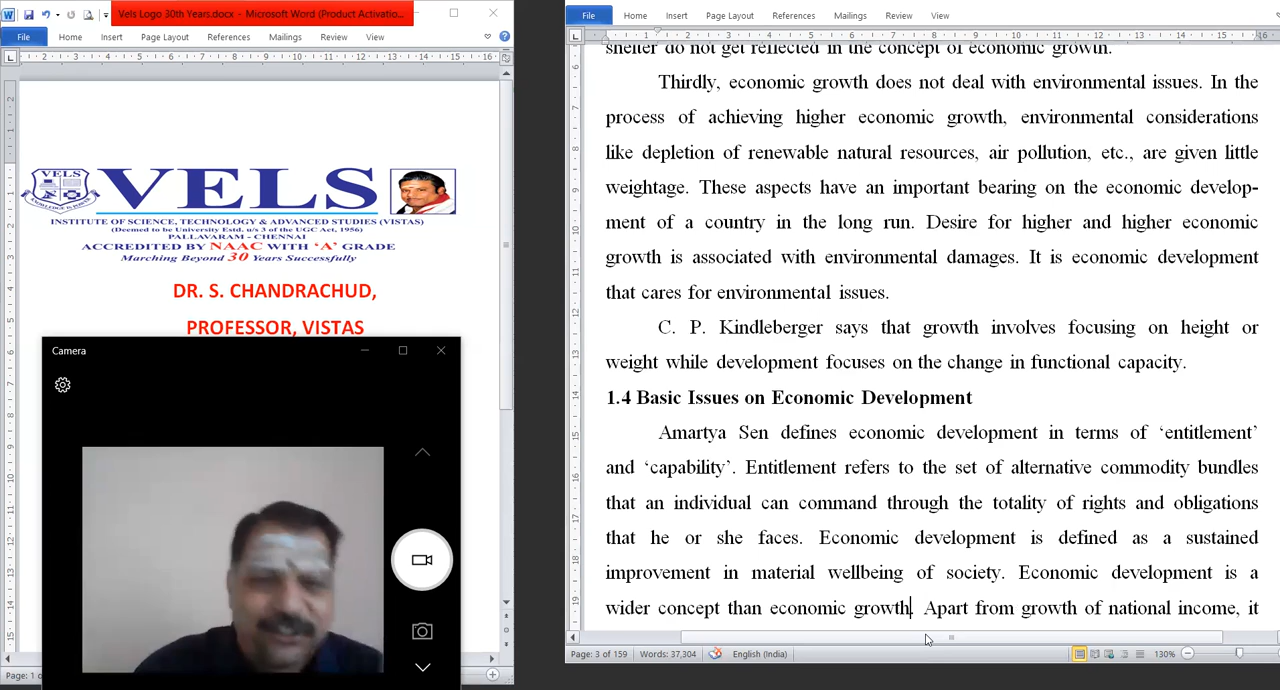 Vels Logo 30th Years.docx - Microsoft Word (Product Activatio...
File Home Insert Page Layout References Mailings Review View
VELS
VELS
INSTITUTE OF SCIENCE, TECHNOLOGY & ADVANCED STUDIES (VISTAS)
(Deemed to be University Estd. u/s 3 of the UGC Act, 1956)
PALLAVARAM - CHENNAI
ACCREDITED BY NAAC WITH 'A' GRADE
Marching Beyond 30 Years Successfully
DR. S. CHANDRACHUD,
PROFESSOR, VISTAS
Camera
Page: 1 o
File Home Insert Page Layout References Mailings Review View
shelter do not get reflected in the concept of economic growth.
Thirdly, economic growth does not deal with environmental issues. In the
process of achieving higher economic growth, environmental considerations
like depletion of renewable natural resources, air pollution, etc., are given little
weightage. These aspects have an important bearing on the economic develop-
ment of a country in the long run. Desire for higher and higher economic
growth is associated with environmental damages. It is economic development
that cares for environmental issues.
C. P. Kindleberger says that growth involves focusing on height or
weight while development focuses on the change in functional capacity.
1.4 Basic Issues on Economic Development
Amartya Sen defines economic development in terms of ‘entitlement’
and ‘capability’. Entitlement refers to the set of alternative commodity bundles
that an individual can command through the totality of rights and obligations
that he or she faces. Economic development is defined as a sustained
improvement in material wellbeing of society. Economic development is a
wider concept than economic growth. Apart from growth of national income, it
Page: 3 of 159 Words: 37,304 English (India) 130%